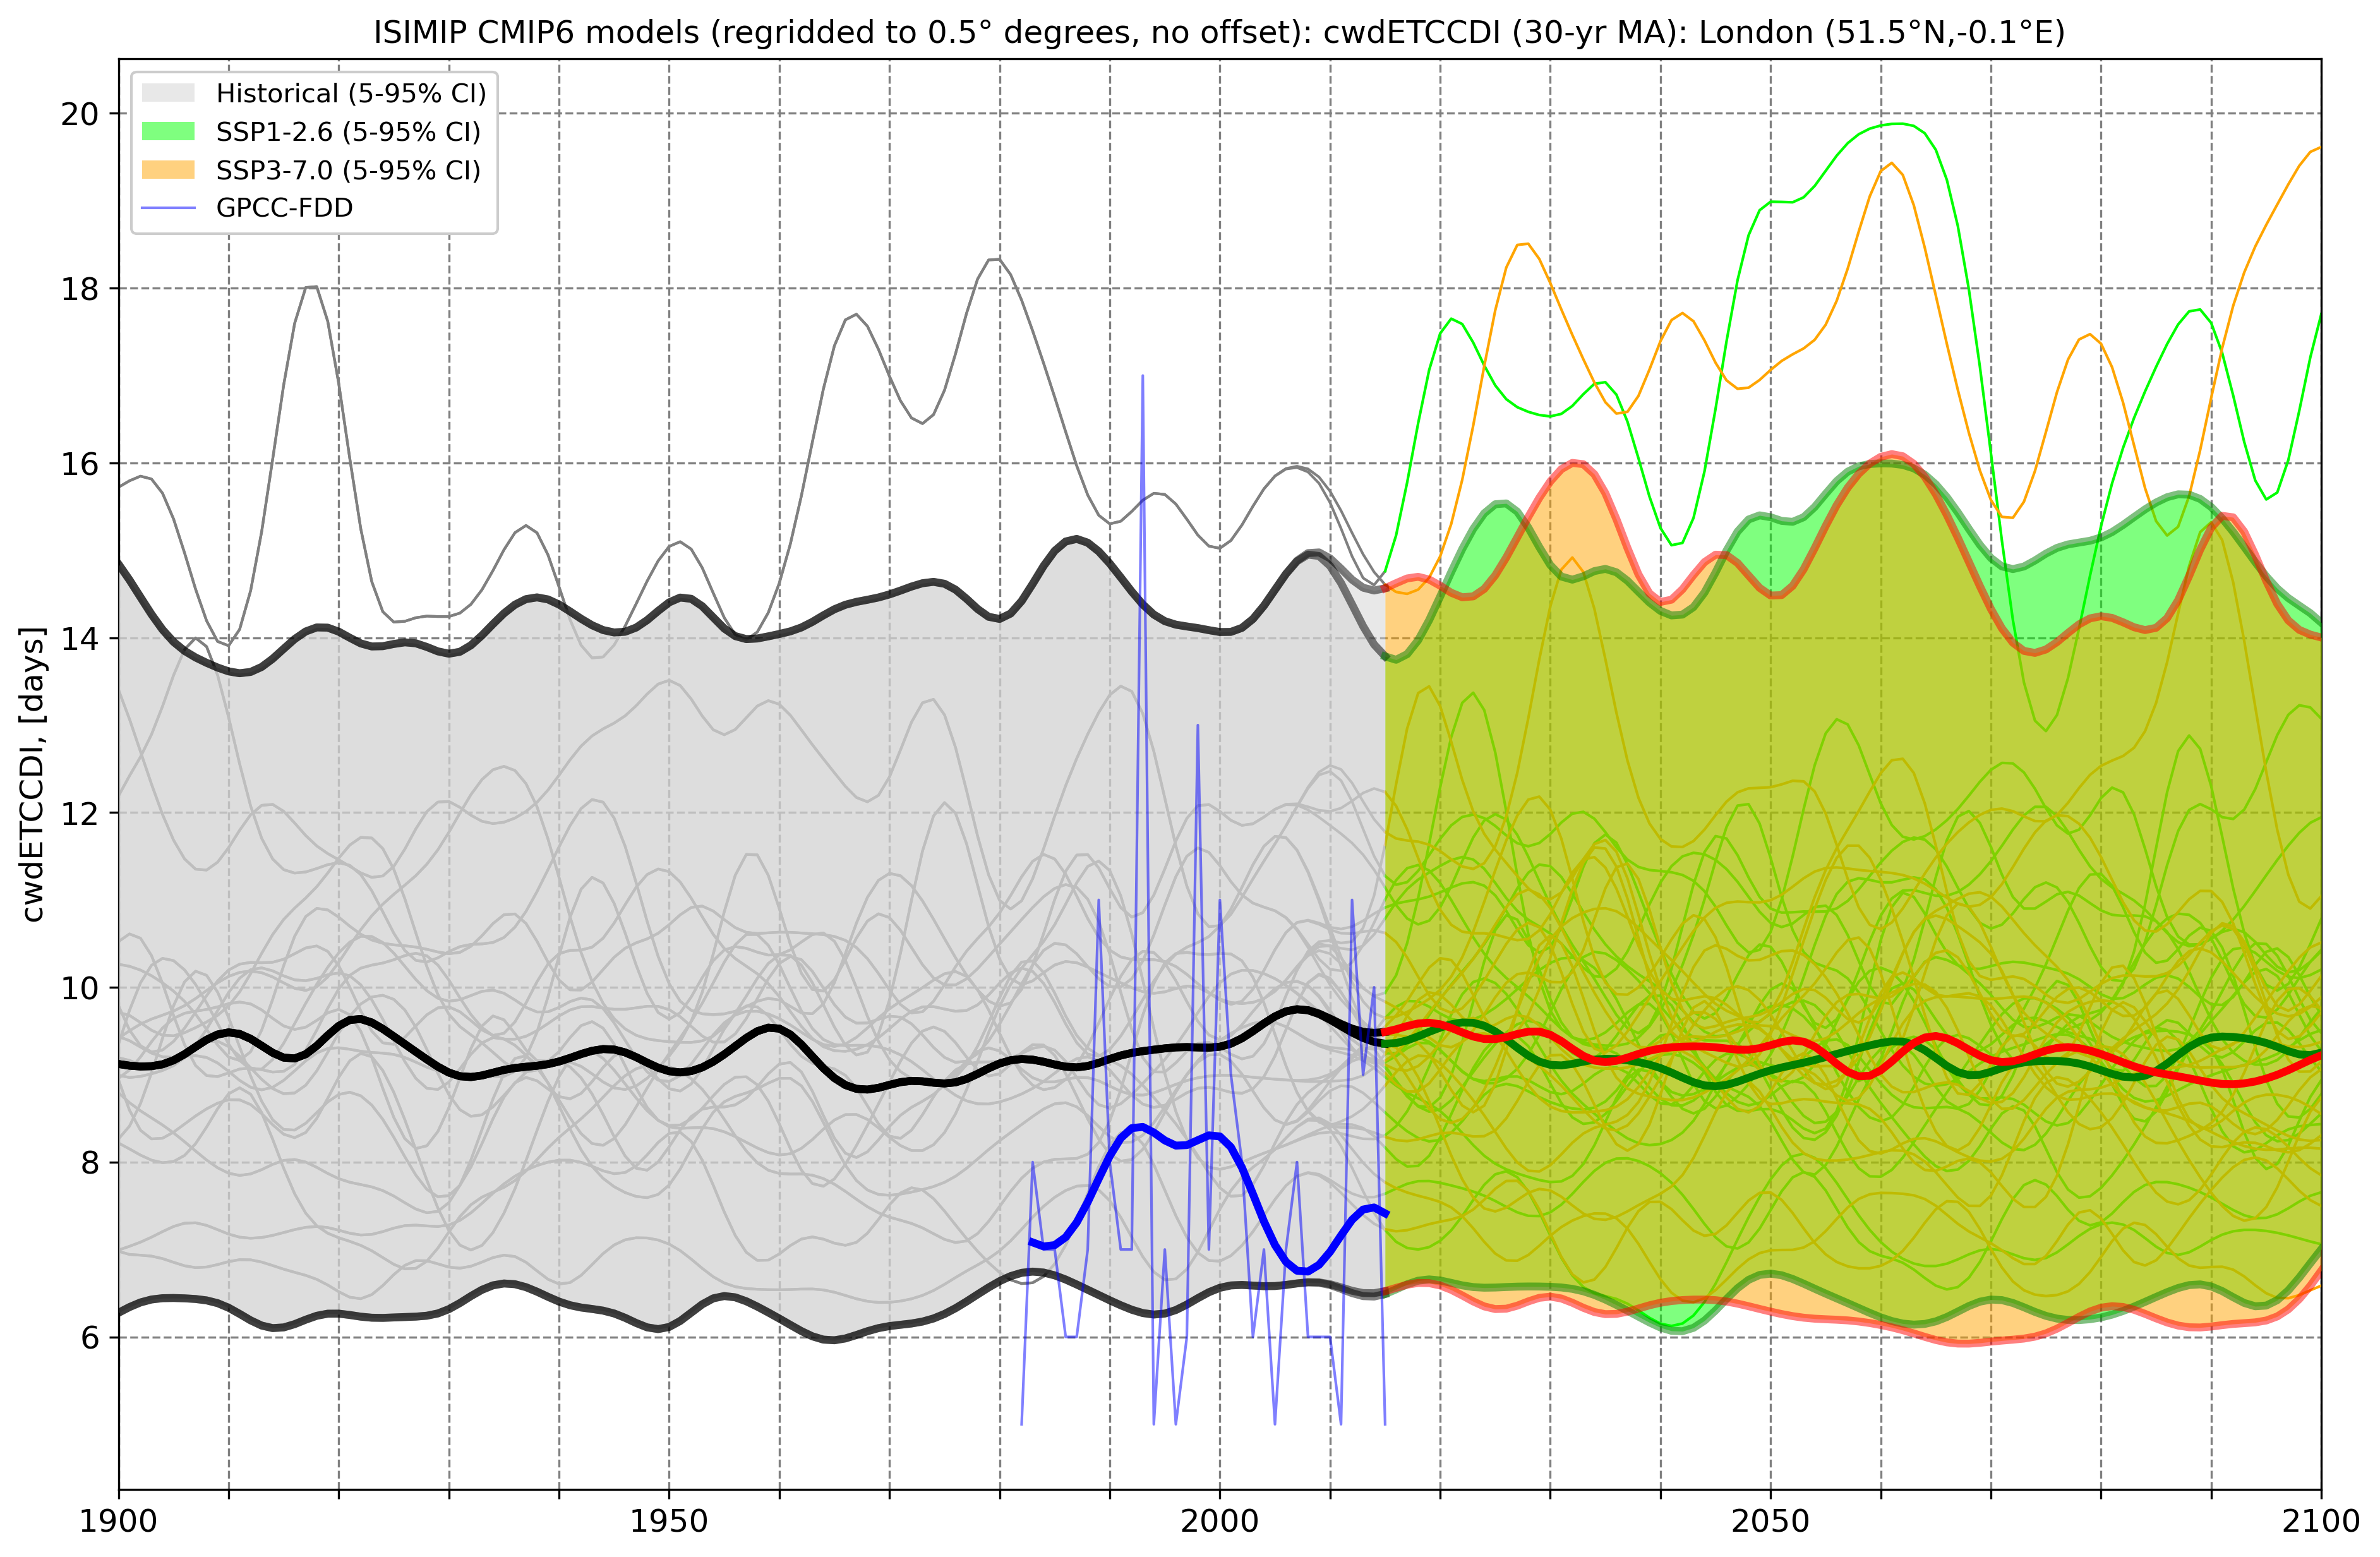 ISIMIP CMIP6 models (regridded to 0.5° degrees, no offset): cwdETCCDI (30-yr MA): London (51.5°N,-0.1°E)
Historical (5-95% CI)
SSP1-2.6 (5-95% CI)
SSP3-7.0 (5-95% CI)
GPCC-FDD
cwdETCCDI, [days]
20
18
16
14
12
10
8
6
1900 1950 2000 2050 2100